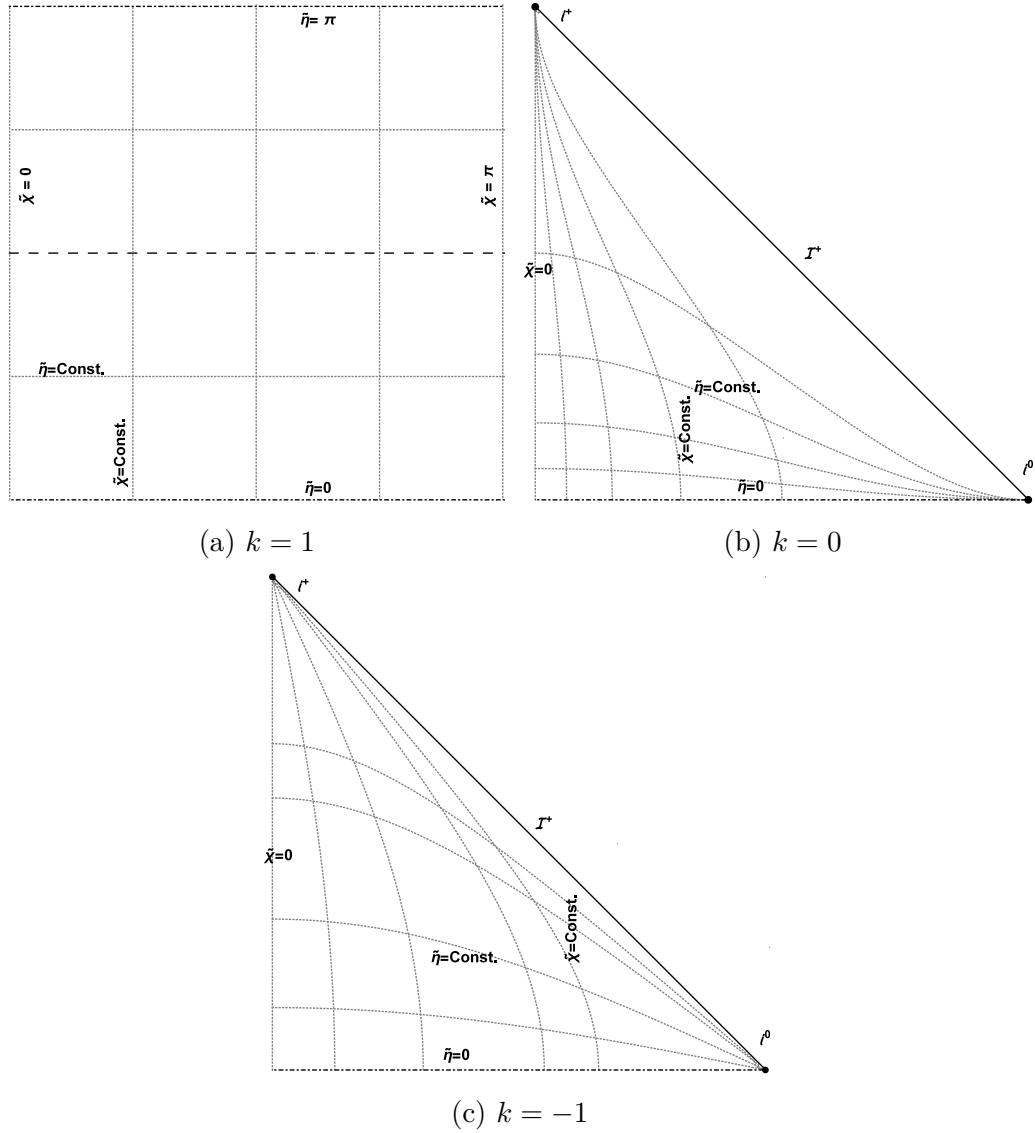 η̃= π
χ̃ = 0
χ̃ = π
η̃=Const.
χ̃=Const.
η̃=0
(a) k = 1
i⁺
ℐ⁺
χ̃=0
η̃=Const.
χ̃=Const.
i⁰
η̃=0
(b) k = 0
i⁺
ℐ⁺
χ̃=0
χ̃=Const.
η̃=Const.
i⁰
η̃=0
(c) k = −1